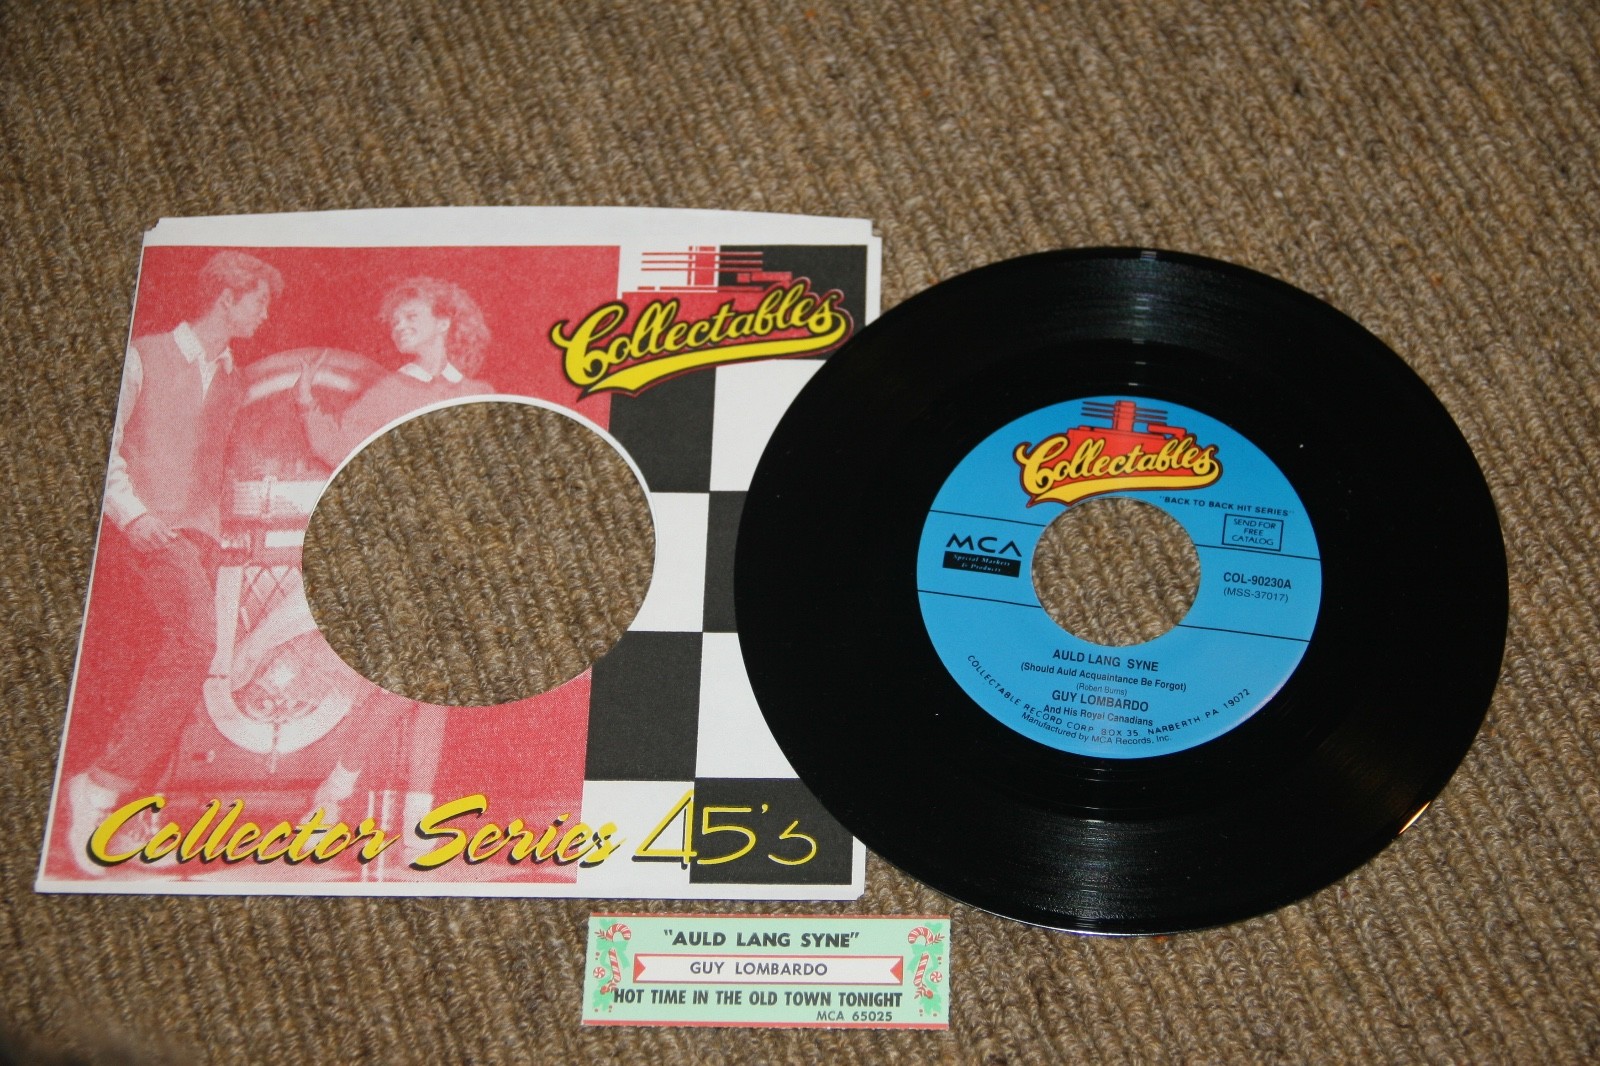 Collectables
Collector Series 45's
Collectables
"BACK TO BACK HIT SERIES"
SEND FOR
FREE
CATALOG
MCA
Special Markets
& Products
COL-90230A
(MSS-37017)
AULD LANG SYNE
(Should Auld Acquaintance Be Forgot)
(Robert Burns)
GUY LOMBARDO
And His Royal Canadians
COLLECTABLE RECORD CORP. BOX 35 NARBERTH PA 19072
Manufactured by MCA Records, Inc.
"AULD LANG SYNE"
GUY LOMBARDO
HOT TIME IN THE OLD TOWN TONIGHT
MCA 65025